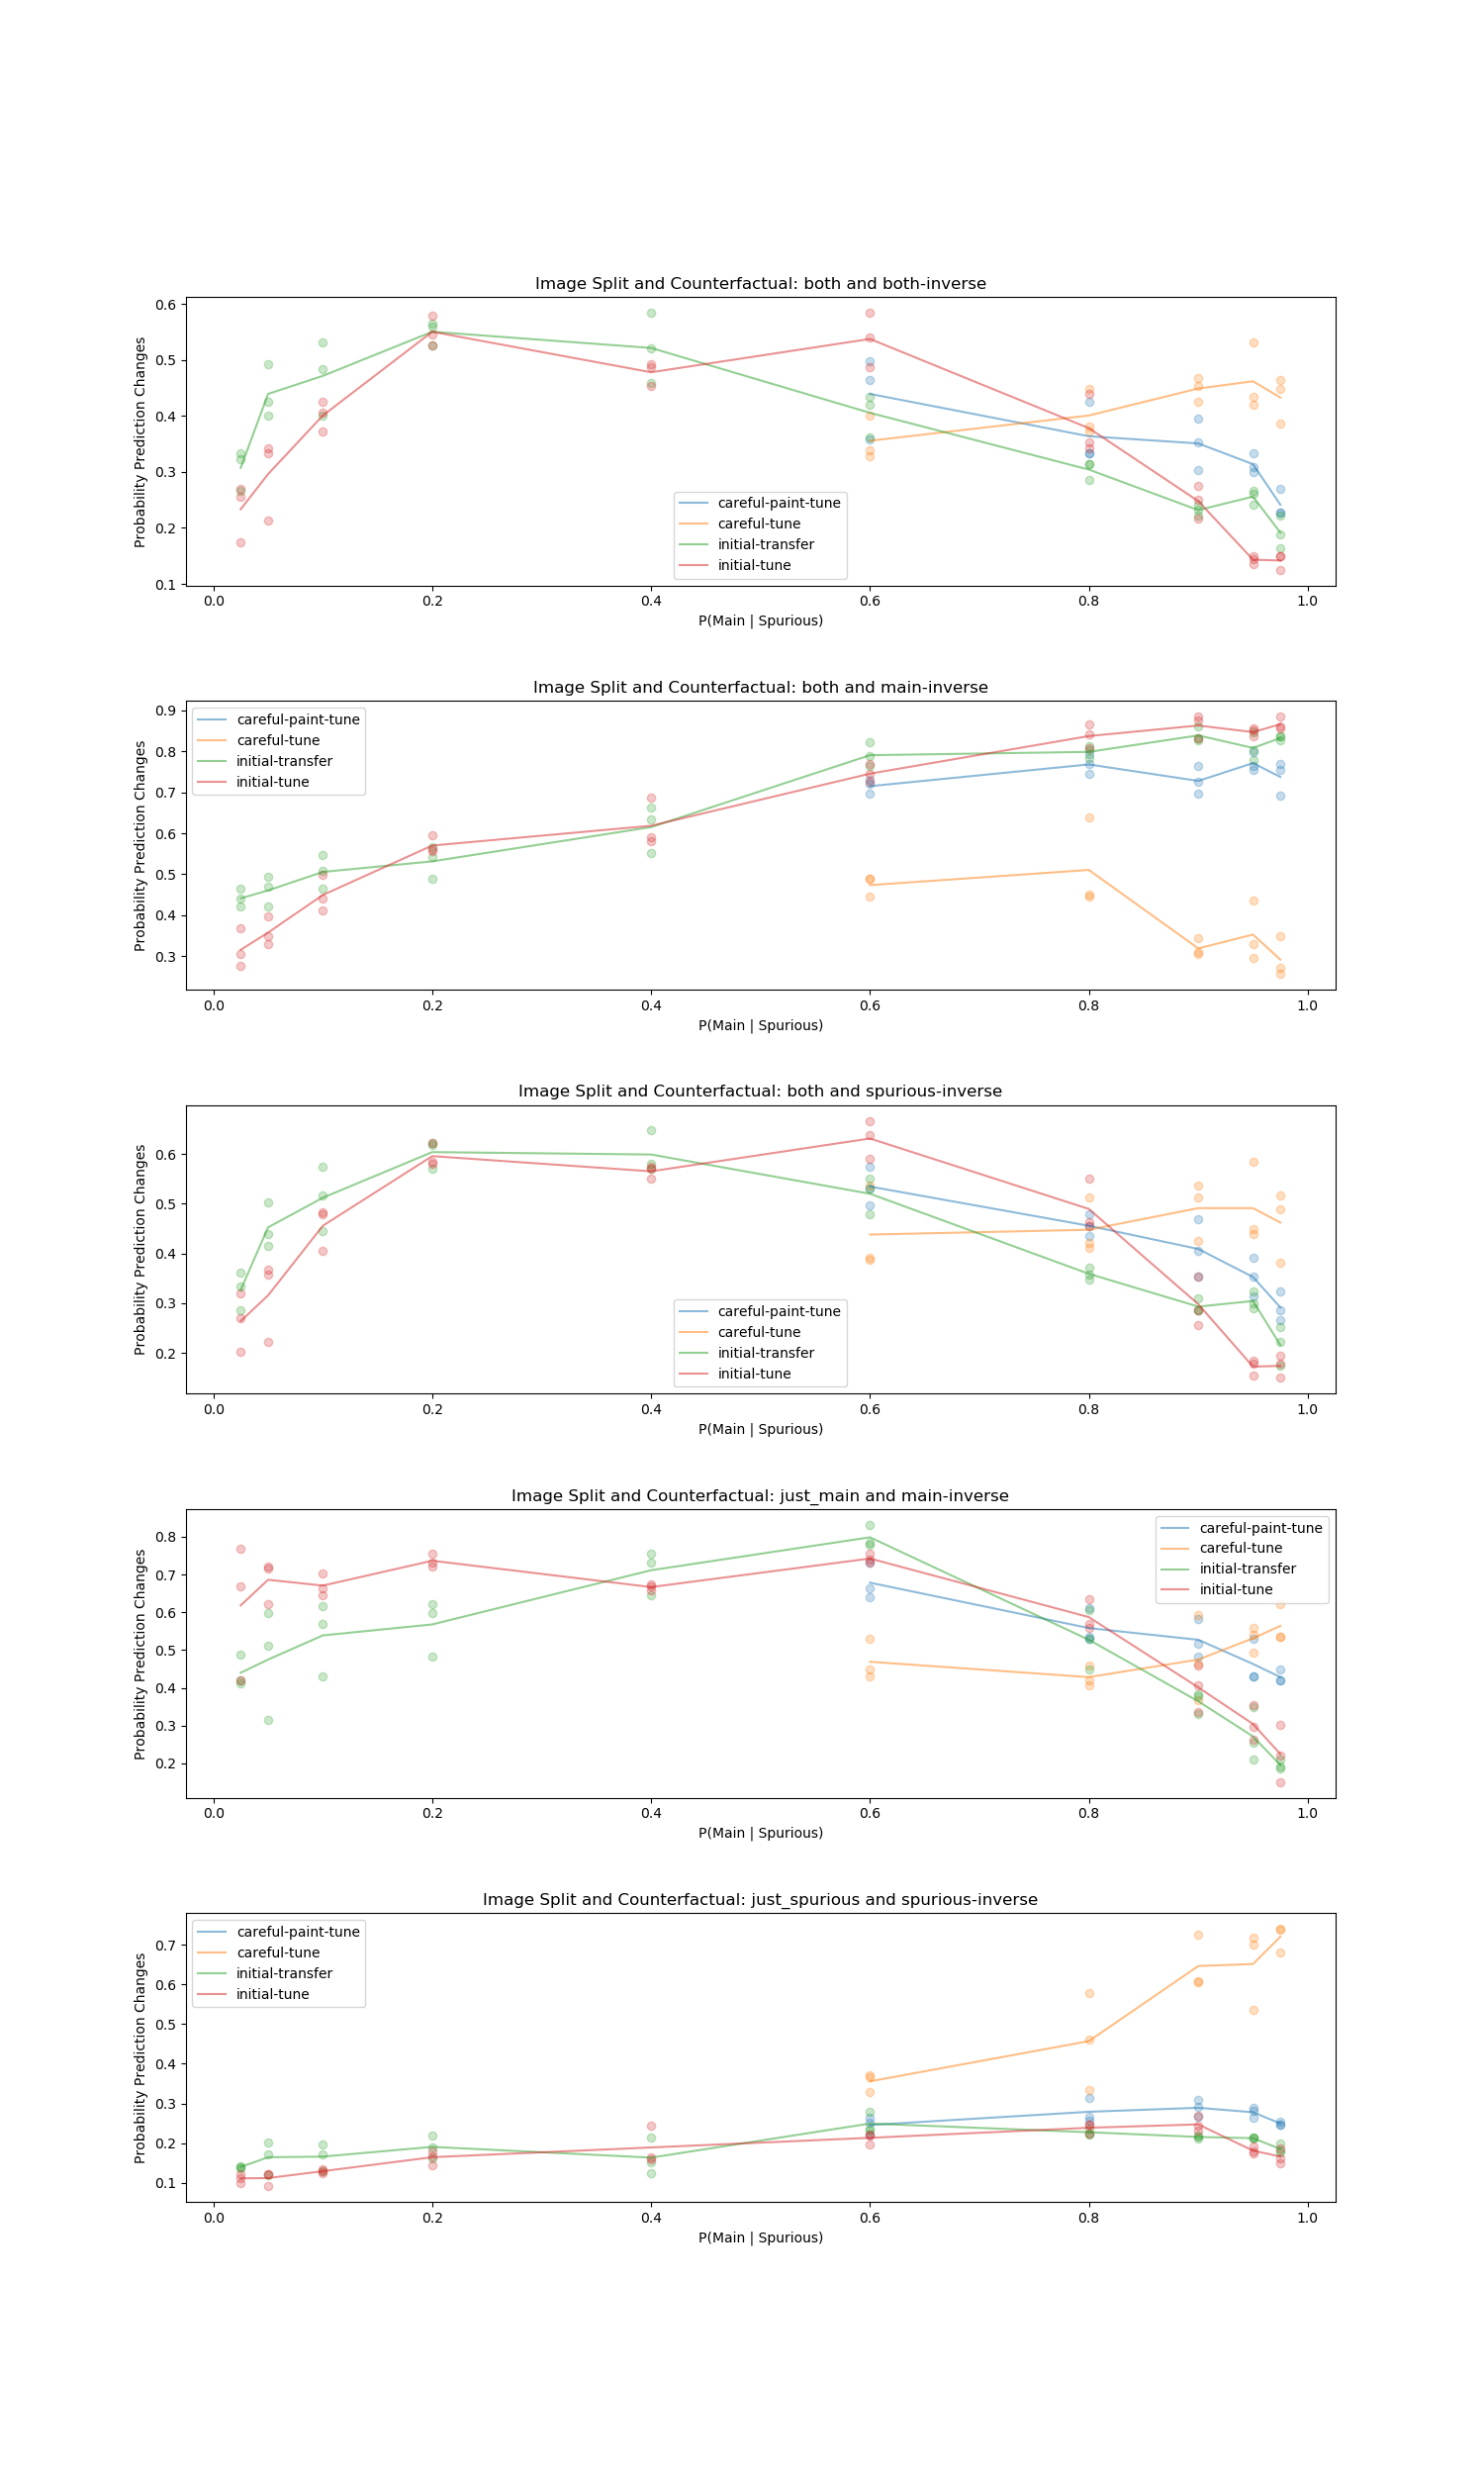 Image Split and Counterfactual: both and both-inverse
Probability Prediction Changes
0.6
0.5
0.4
0.3
0.2
0.1
careful-paint-tune
careful-tune
initial-transfer
initial-tune
0.0 0.2 0.4 0.6 0.8 1.0
P(Main | Spurious)
Image Split and Counterfactual: both and main-inverse
Probability Prediction Changes
0.9
0.8
0.7
0.6
0.5
0.4
0.3
careful-paint-tune
careful-tune
initial-transfer
initial-tune
0.0 0.2 0.4 0.6 0.8 1.0
P(Main | Spurious)
Image Split and Counterfactual: both and spurious-inverse
Probability Prediction Changes
0.6
0.5
0.4
0.3
0.2
careful-paint-tune
careful-tune
initial-transfer
initial-tune
0.0 0.2 0.4 0.6 0.8 1.0
P(Main | Spurious)
Image Split and Counterfactual: just_main and main-inverse
Probability Prediction Changes
0.8
0.7
0.6
0.5
0.4
0.3
0.2
careful-paint-tune
careful-tune
initial-transfer
initial-tune
0.0 0.2 0.4 0.6 0.8 1.0
P(Main | Spurious)
Image Split and Counterfactual: just_spurious and spurious-inverse
Probability Prediction Changes
0.7
0.6
0.5
0.4
0.3
0.2
0.1
careful-paint-tune
careful-tune
initial-transfer
initial-tune
0.0 0.2 0.4 0.6 0.8 1.0
P(Main | Spurious)